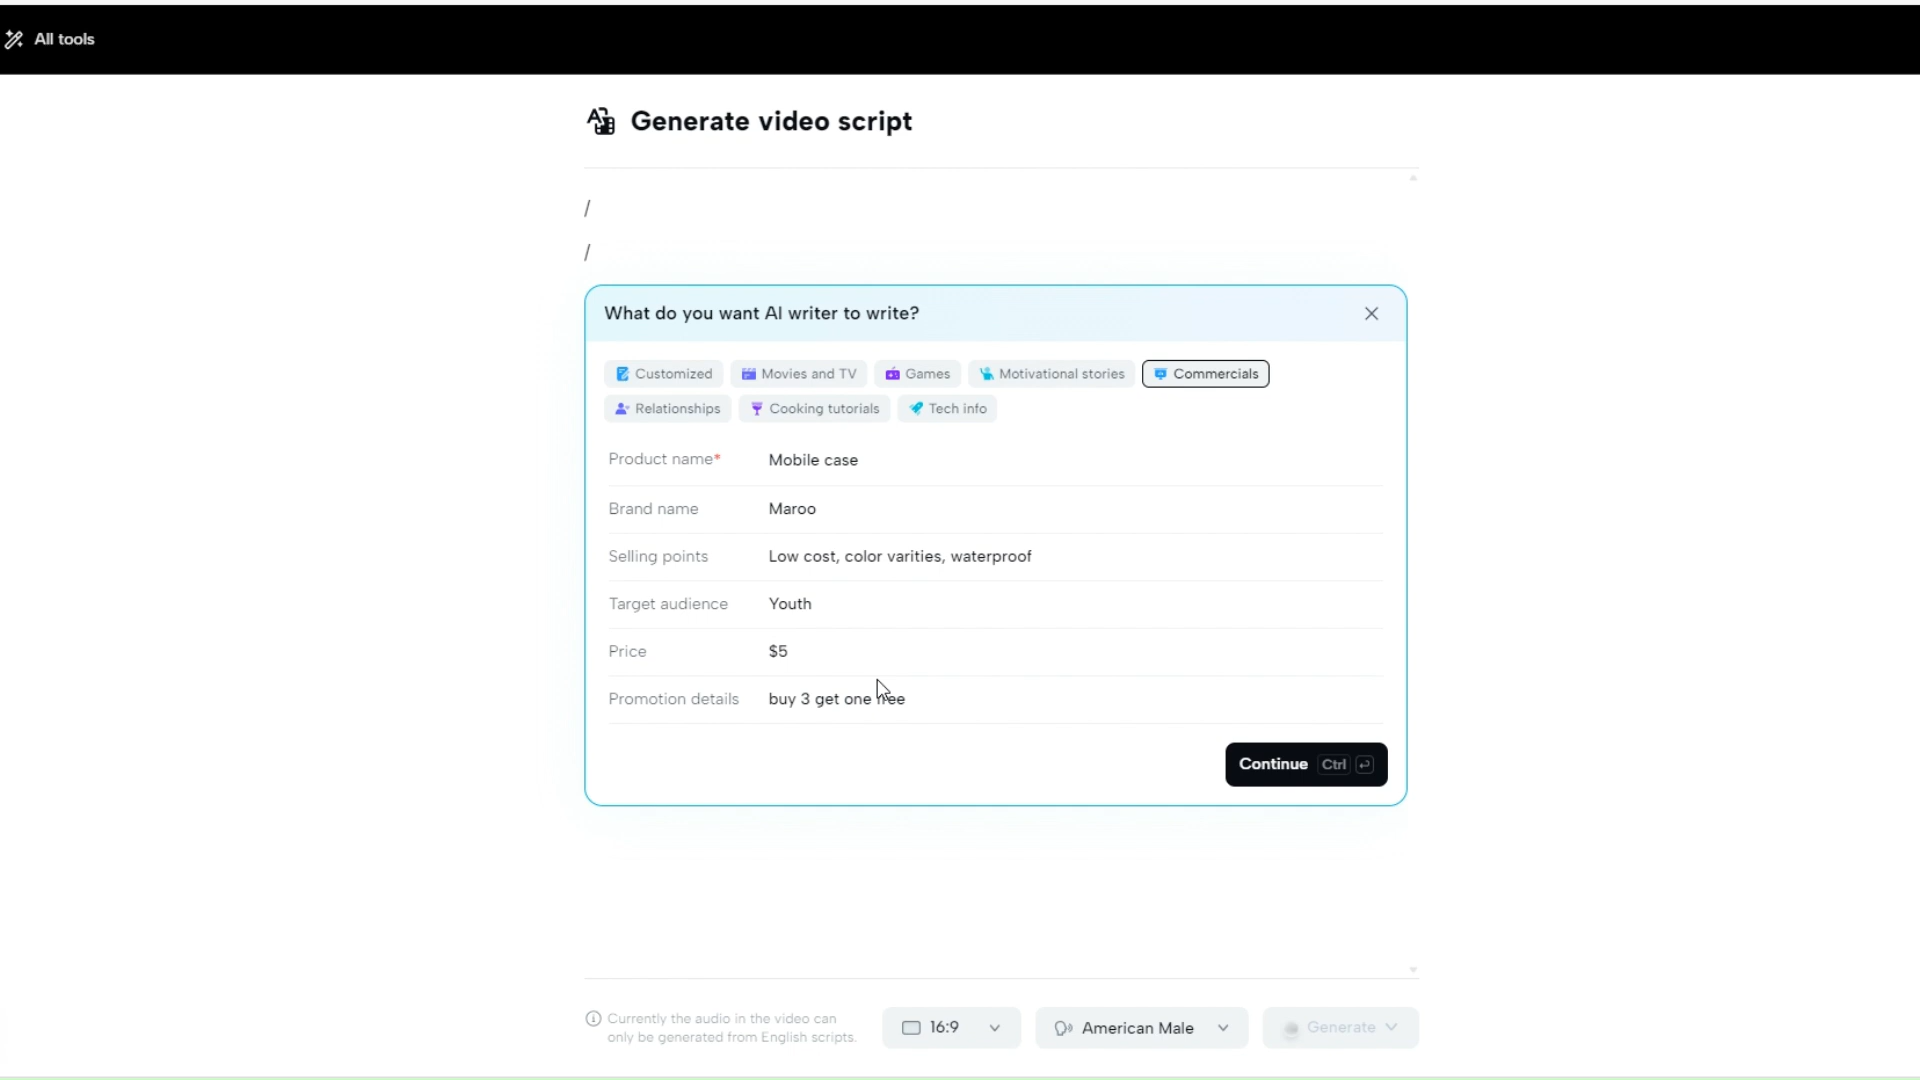 All tools
Generate video script
/
/
What do you want AI writer to write?
Customized Movies and TV Games Motivational stories Commercials
Relationships Cooking tutorials Tech info
Product name* Mobile case
Brand name Maroo
Selling points Low cost, color varities, waterproof
Target audience Youth
Price $5
Promotion details buy 3 get one free
Continue Ctrl ↵
Currently the audio in the video can
only be generated from English scripts.
16:9 American Male Generate